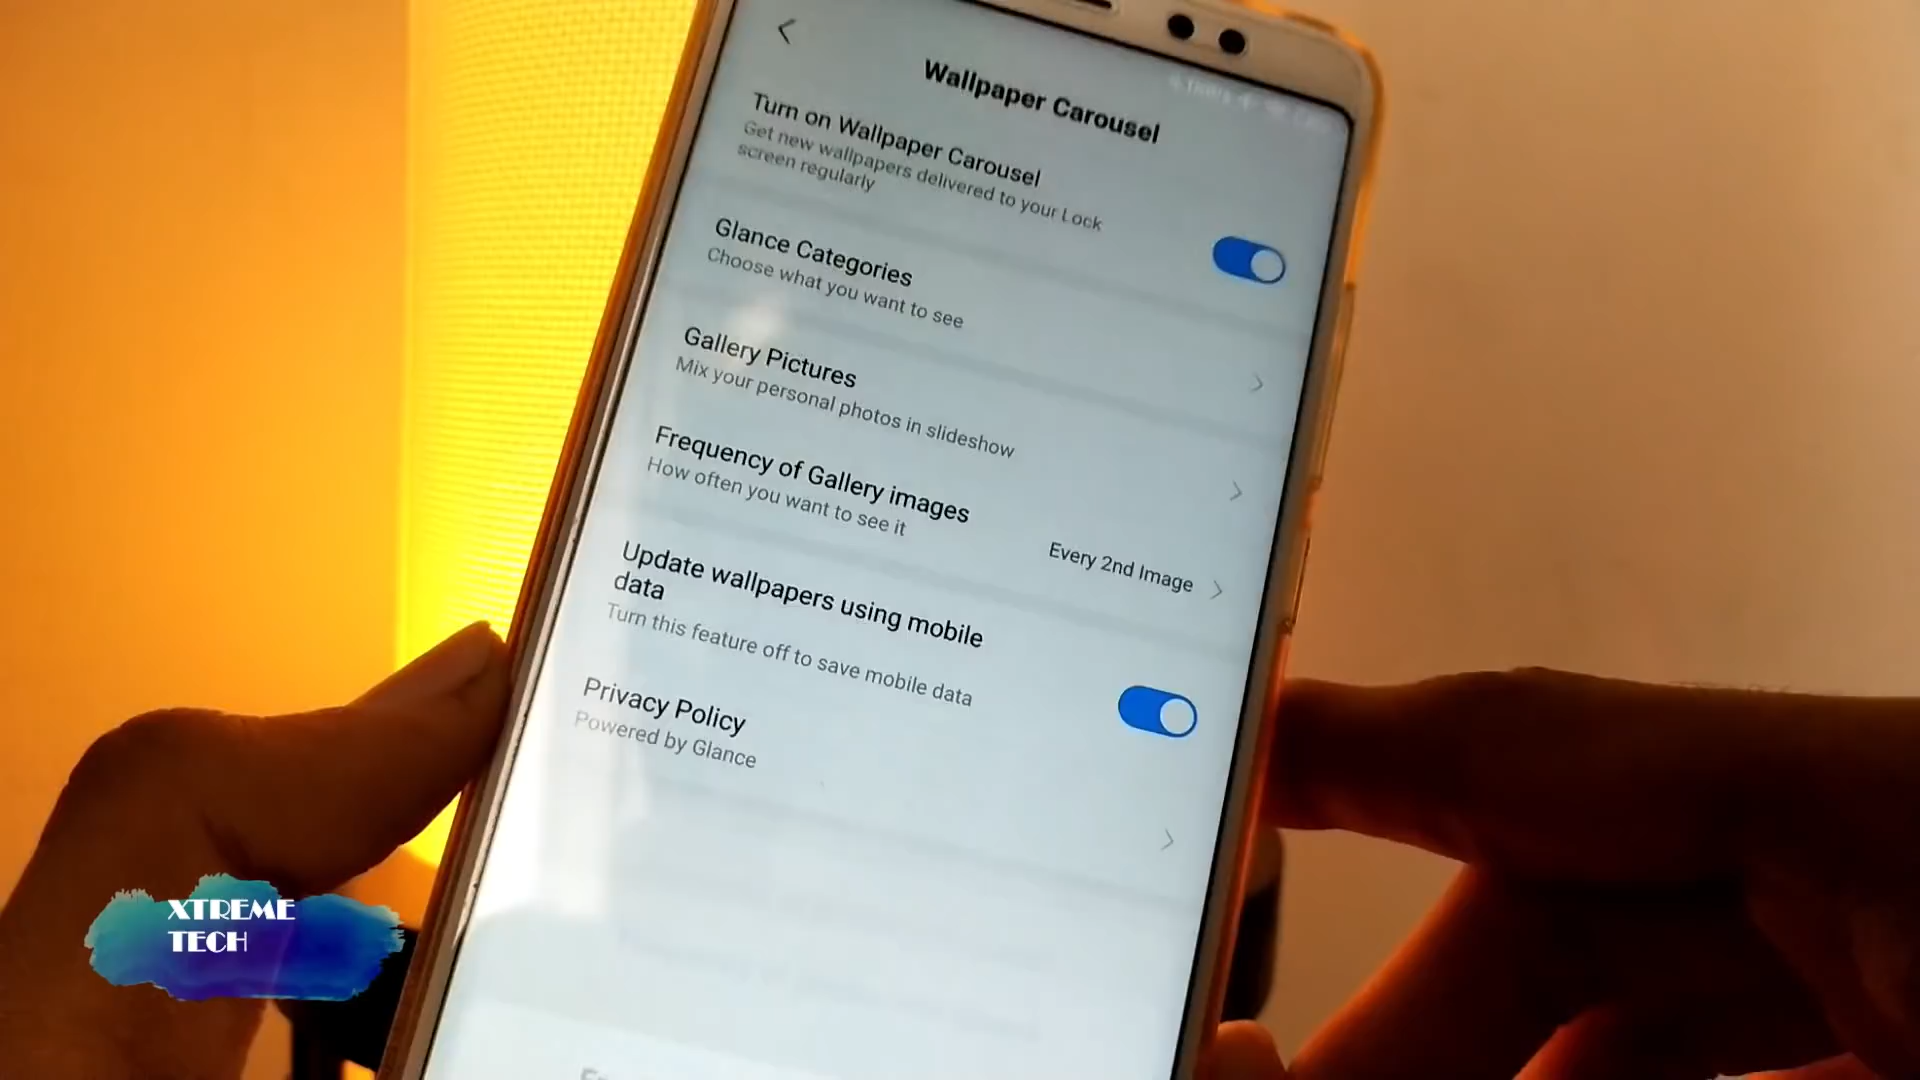 Wallpaper Carousel
Turn on Wallpaper Carousel
Get new wallpapers delivered to your Lock
screen regularly
Glance Categories
Choose what you want to see
Gallery Pictures
Mix your personal photos in slideshow
Frequency of Gallery images
How often you want to see it
Every 2nd Image
Update wallpapers using mobile
data
Turn this feature off to save mobile data
Privacy Policy
Powered by Glance
XTREME
TECH